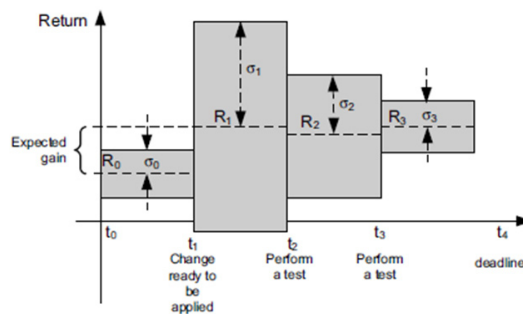 Return
σ1
R1
σ2
R2
R3
σ3
Expected
gain
R0
σ0
t0
t1
t2
t3
t4
Change
ready to
be
applied
Perform
a test
Perform
a test
deadline